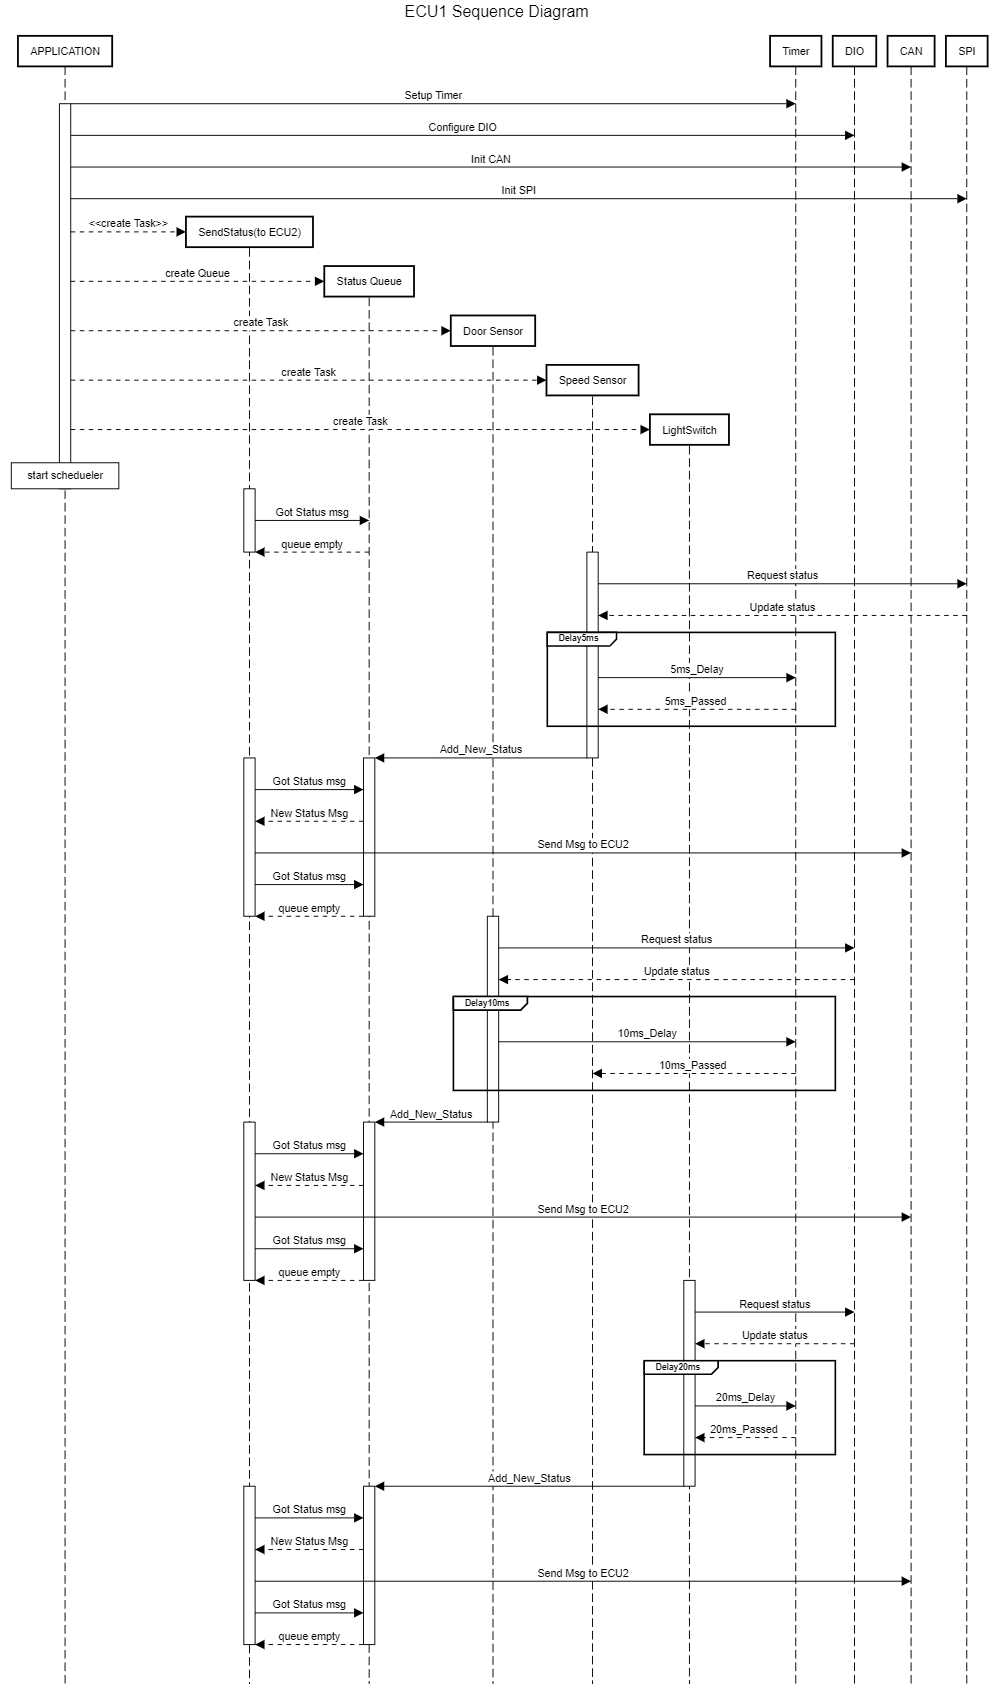 ECU1 Sequence Diagram
APPLICATION
Timer
DIO
CAN
SPI
Setup Timer
Configure DIO
Init CAN
Init SPI
<<create Task>>
SendStatus(to ECU2)
create Queue
Status Queue
create Task
Door Sensor
create Task
Speed Sensor
create Task
LightSwitch
start schedueler
Got Status msg
queue empty
Request status
Update status
Delay5ms
5ms_Delay
5ms_Passed
Add_New_Status
Got Status msg
New Status Msg
Send Msg to ECU2
Got Status msg
queue empty
Request status
Update status
Delay10ms
10ms_Delay
10ms_Passed
Add_New_Status
Got Status msg
New Status Msg
Send Msg to ECU2
Got Status msg
queue empty
Request status
Update status
Delay20ms
20ms_Delay
20ms_Passed
Add_New_Status
Got Status msg
New Status Msg
Send Msg to ECU2
Got Status msg
queue empty